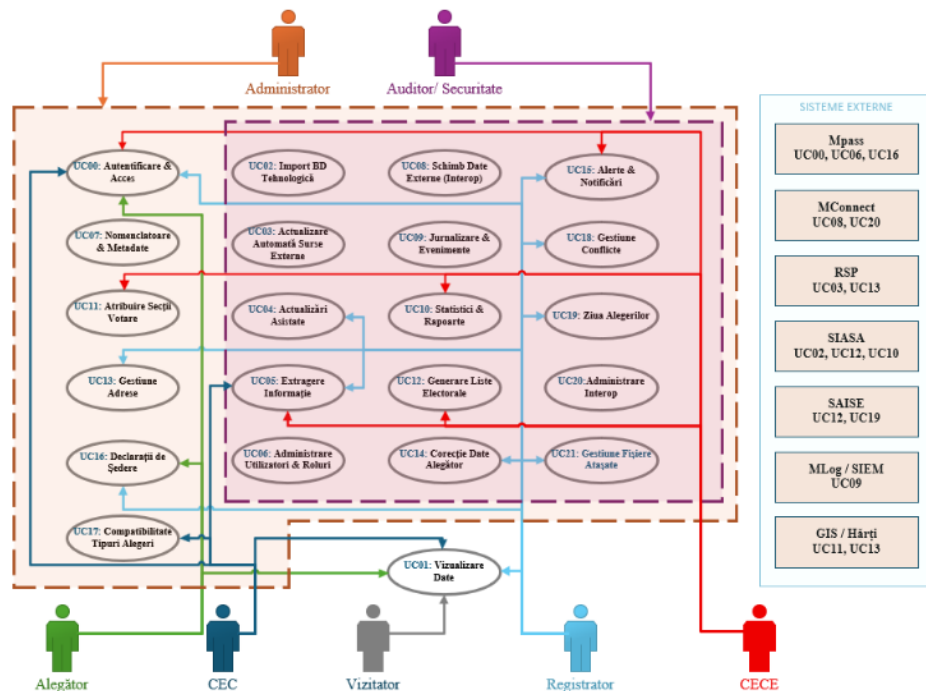 Administrator
Auditor/ Securitate
SISTEME EXTERNE
Mpass
UC00, UC06, UC16
MConnect
UC08, UC20
RSP
UC03, UC13
SIASA
UC02, UC12, UC10
SAISE
UC12, UC19
MLog / SIEM
UC09
GIS / Hărți
UC11, UC13
UC00: Autentificare &
Acces
UC02: Import BD
Tehnologică
UC08: Schimb Date
Externe (Interop)
UC15: Alerte &
Notificări
UC07: Nomenclatoare
& Metadate
UC03: Actualizare
Automată Surse
Externe
UC09: Jurnalizare &
Evenimente
UC18: Gestiune
Conflicte
UC11: Atribuire Secții
Votare
UC04: Actualizări
Asistate
UC10: Statistici &
Rapoarte
UC19: Ziua Alegerilor
UC13: Gestiune
Adrese
UC05: Extragere
Informație
UC12: Generare Liste
Electorale
UC20: Administrare
Interop
UC16: Declarații de
Ședere
UC06: Administrare
Utilizatori & Roluri
UC14: Corecție Date
Alegător
UC21: Gestiune Fișiere
Atașate
UC17: Compatibilitate
Tipuri Alegeri
UC01: Vizualizare
Date
Alegător
CEC
Vizitator
Registrator
CECE